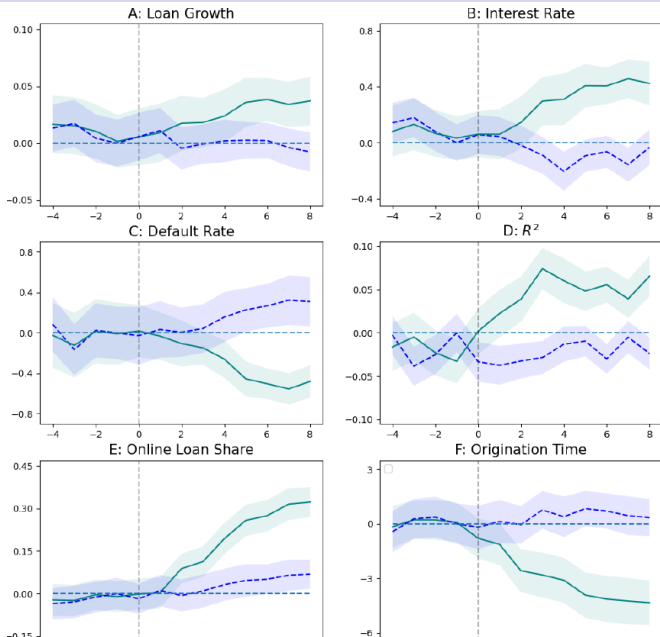 A: Loan Growth
0.10
0.05
0.00
−0.05
−4 −2 0 2 4 6 8
B: Interest Rate
0.8
0.4
0.0
−0.4
−4 −2 0 2 4 6 8
C: Default Rate
0.8
0.4
0.0
−0.4
−0.8
−4 −2 0 2 4 6 8
D: R²
0.10
0.05
0.00
−0.05
−0.10
−4 −2 0 2 4 6 8
E: Online Loan Share
0.45
0.30
0.15
0.00
−0.15
F: Origination Time
3
0
−3
−6